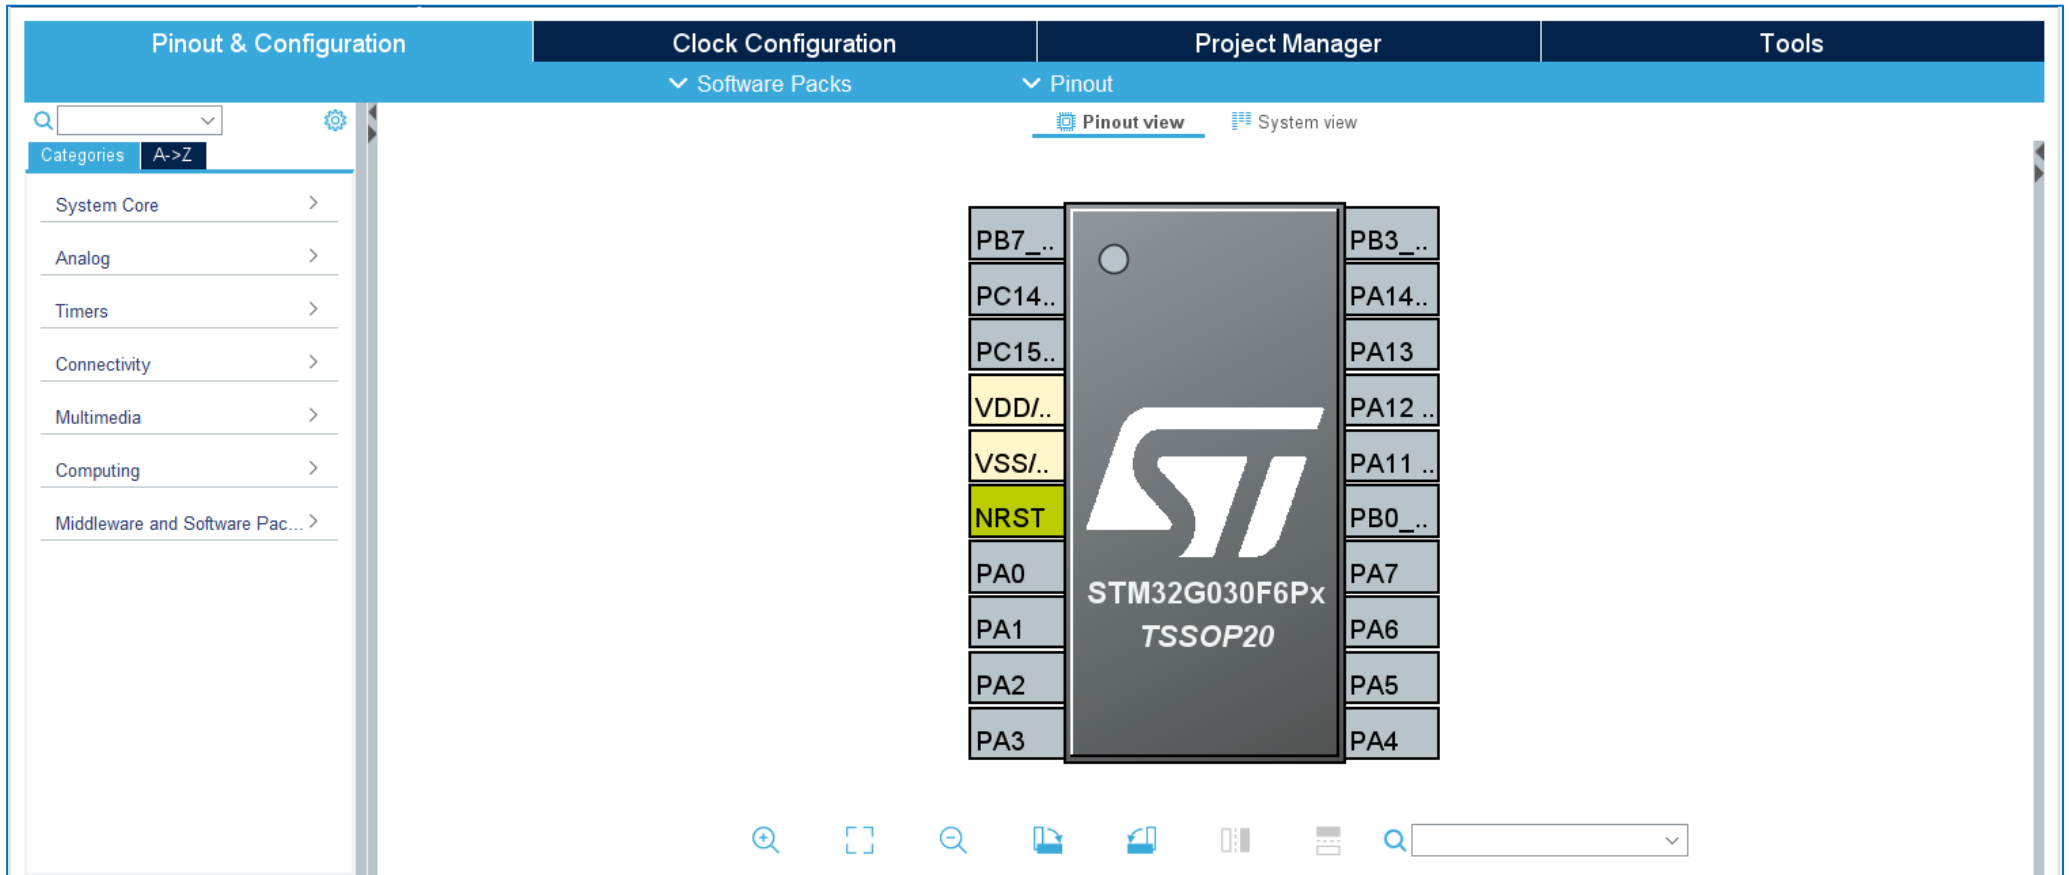 Pinout & Configuration
Clock Configuration
Project Manager
Tools
Software Packs
Pinout
Pinout view
System view
Categories
A->Z
System Core
Analog
Timers
Connectivity
Multimedia
Computing
Middleware and Software Pac...
PB7_..
PC14..
PC15..
VDD/..
VSS/..
NRST
PA0
PA1
PA2
PA3
STM32G030F6Px
TSSOP20
PB3_..
PA14..
PA13
PA12 ..
PA11 ..
PB0_..
PA7
PA6
PA5
PA4